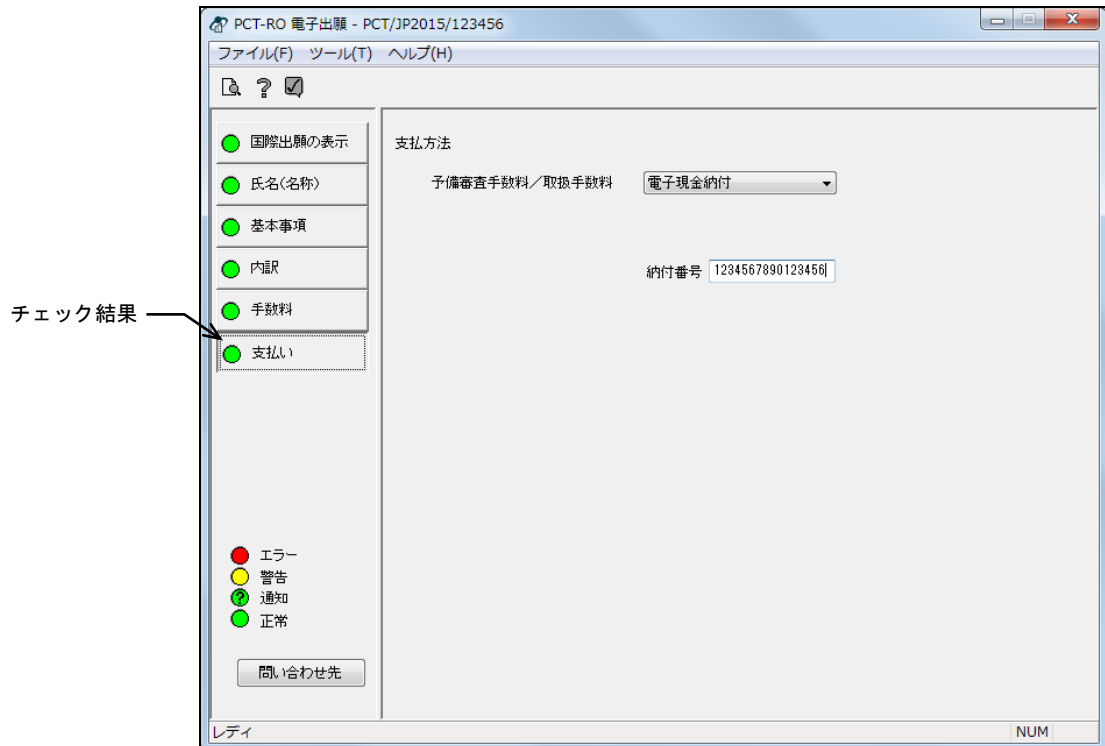 PCT-RO 電子出願 - PCT/JP2015/123456
ファイル(F) ツール(T) ヘルプ(H)
国際出願の表示
氏名(名称)
基本事項
内訳
手数料
支払い
チェック結果
エラー
警告
通知
正常
問い合わせ先
支払方法
予備審査手数料/取扱手数料 電子現金納付
納付番号 1234567890123456
レディ
NUM